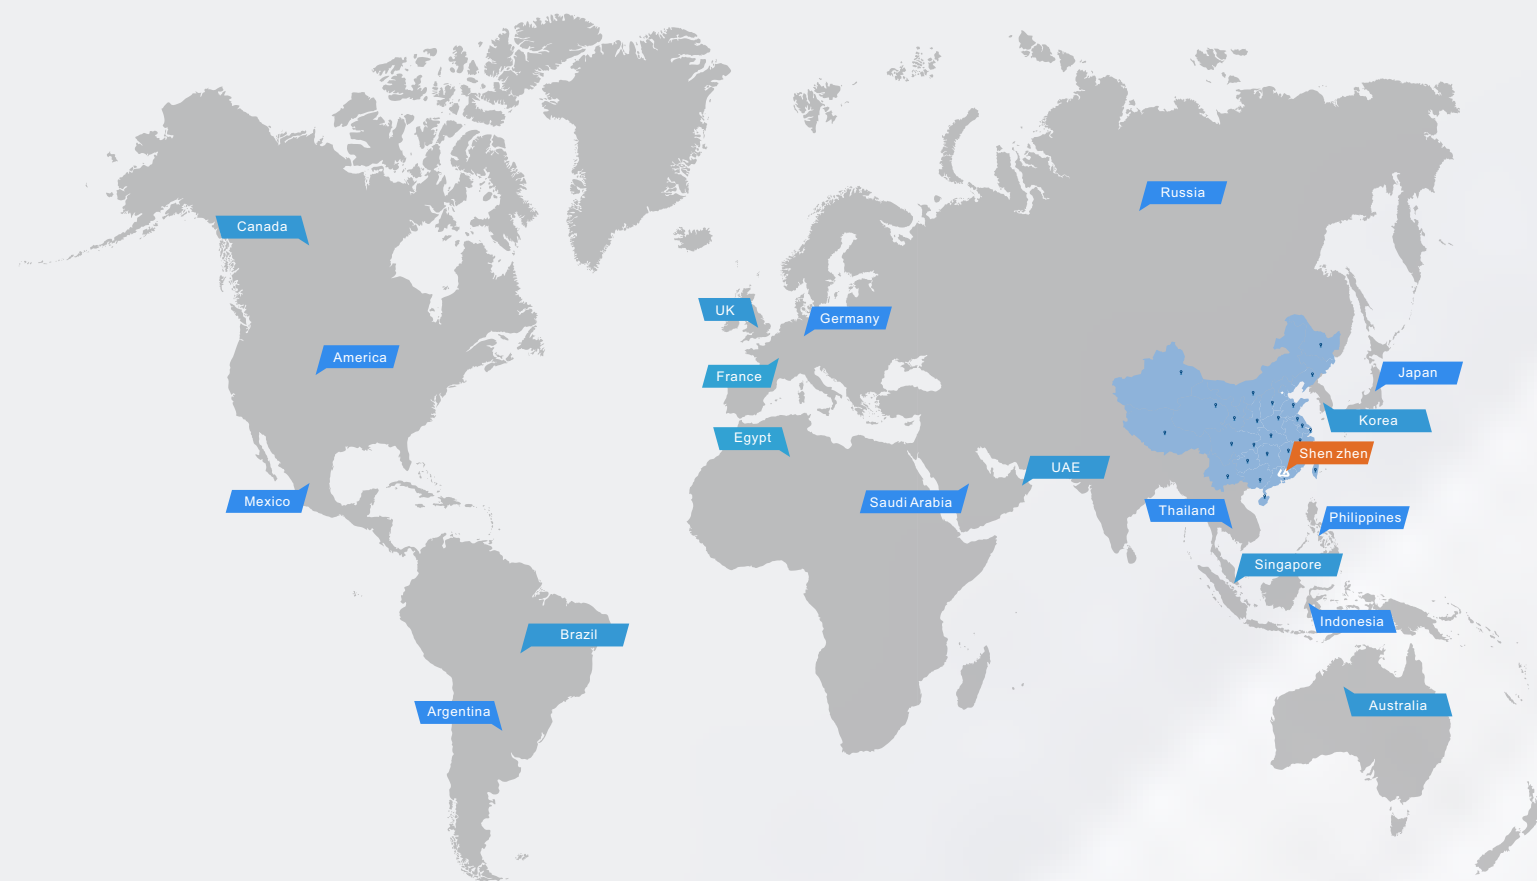 Russia
Canada
UK
Germany
America
Japan
France
Korea
Egypt
Shen zhen
UAE
Mexico
Saudi Arabia
Thailand
Philippines
Singapore
Indonesia
Brazil
Australia
Argentina